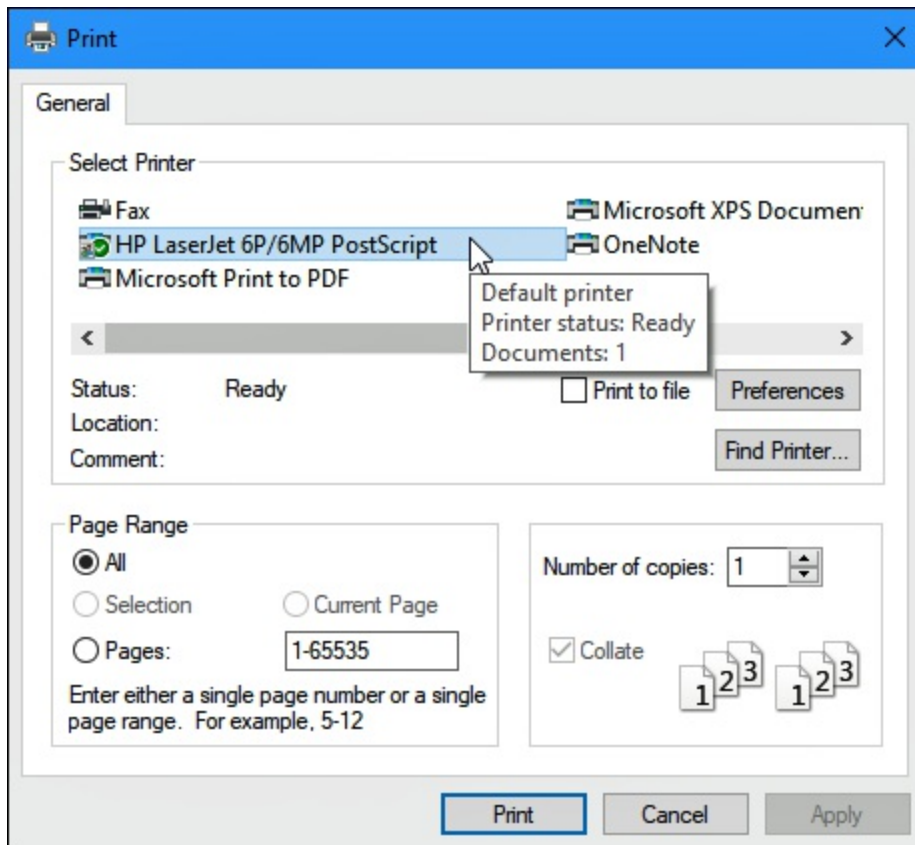 Print
General
Select Printer
Fax
Microsoft XPS Documen
HP LaserJet 6P/6MP PostScript
OneNote
Microsoft Print to PDF
Default printer
Printer status: Ready
Documents: 1
Status: Ready
Print to file
Preferences
Location:
Comment:
Find Printer...
Page Range
All
Selection
Current Page
Pages: 1-65535
Enter either a single page number or a single
page range. For example, 5-12
Number of copies: 1
Collate
1 2 3 1 2 3
Print
Cancel
Apply